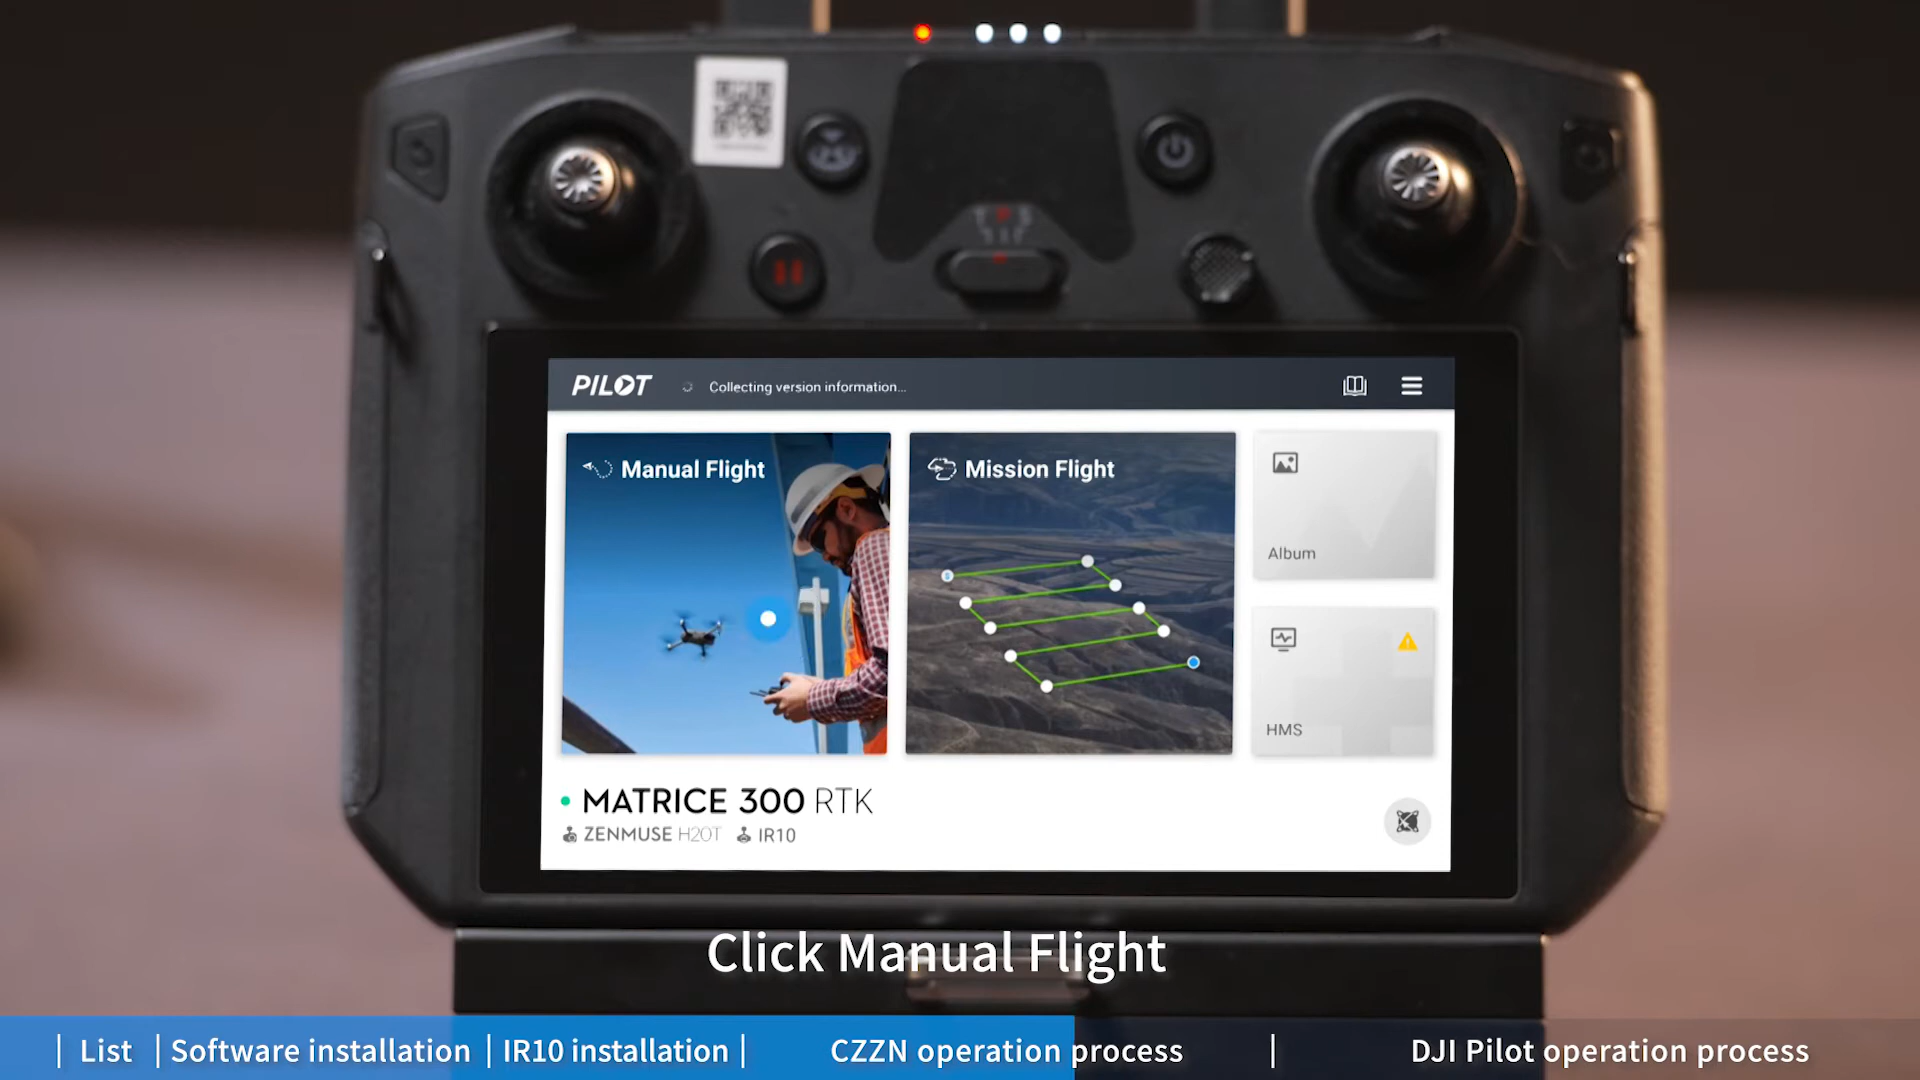 PILOT Collecting version information...
Manual Flight
Mission Flight
Album
HMS
MATRICE 300 RTK
ZENMUSE H20T IR10
Click Manual Flight
| List | Software installation | IR10 installation | CZZN operation process | DJI Pilot operation process